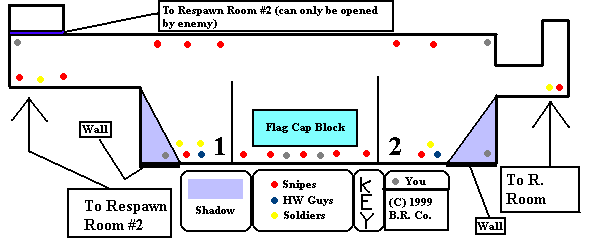 To Respawn Room #2 (can only be opened
by enemy)
1
Flag Cap Block
2
Wall
To Respawn
Room #2
Shadow
Snipes
HW Guys
Soldiers
KEY
You
(C) 1999
B.R. Co.
To R.
Room
Wall